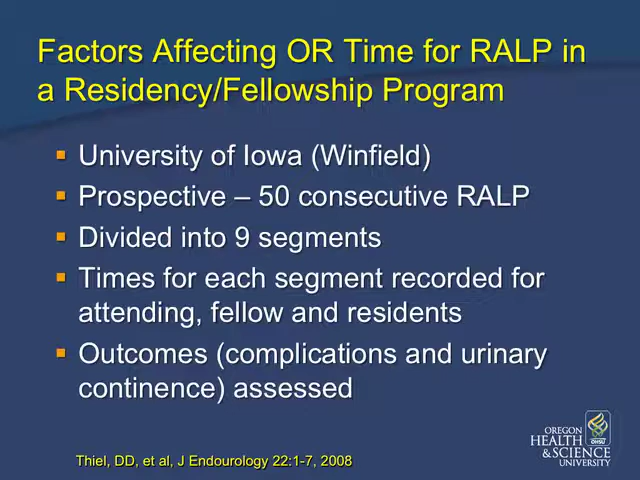 Factors Affecting OR Time for RALP in
a Residency/Fellowship Program
University of Iowa (Winfield)
Prospective – 50 consecutive RALP
Divided into 9 segments
Times for each segment recorded for
attending, fellow and residents
Outcomes (complications and urinary
continence) assessed
OREGON
HEALTH
&SCIENCE
UNIVERSITY
OHSU
Thiel, DD, et al, J Endourology 22:1-7, 2008